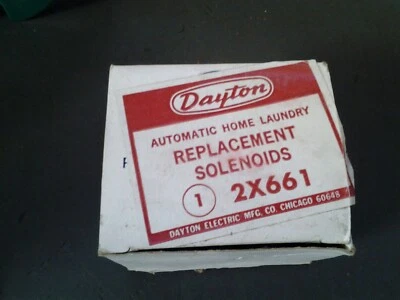 Dayton
AUTOMATIC HOME LAUNDRY
REPLACEMENT
SOLENOIDS
1 2X661
DAYTON ELECTRIC MFG. CO. CHICAGO 60648